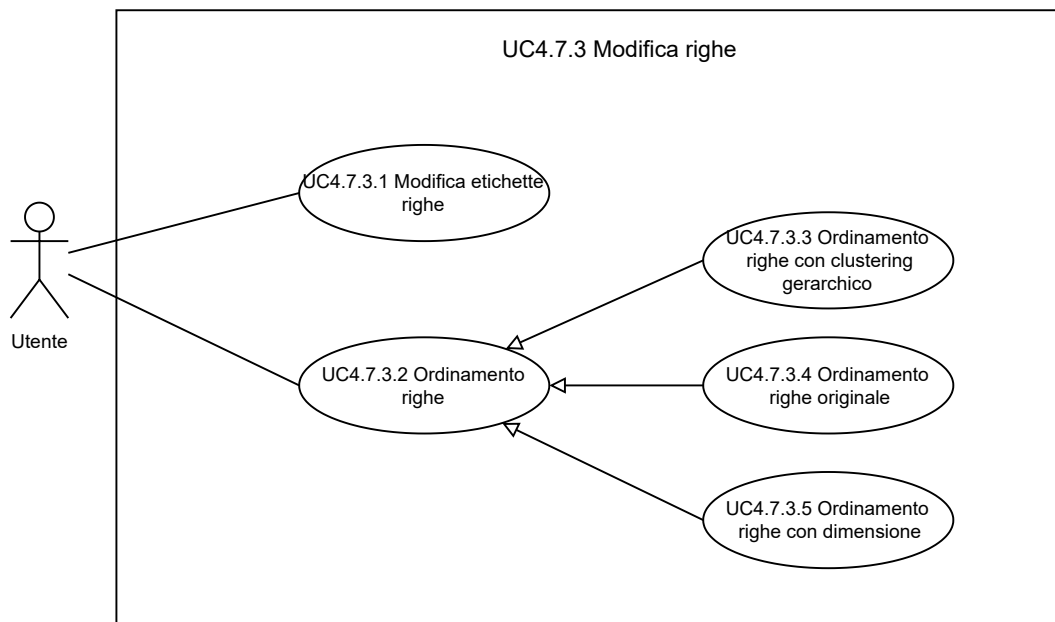 UC4.7.3 Modifica righe
UC4.7.3.1 Modifica etichette
righe
UC4.7.3.3 Ordinamento
righe con clustering
gerarchico
Utente
UC4.7.3.2 Ordinamento
righe
UC4.7.3.4 Ordinamento
righe originale
UC4.7.3.5 Ordinamento
righe con dimensione